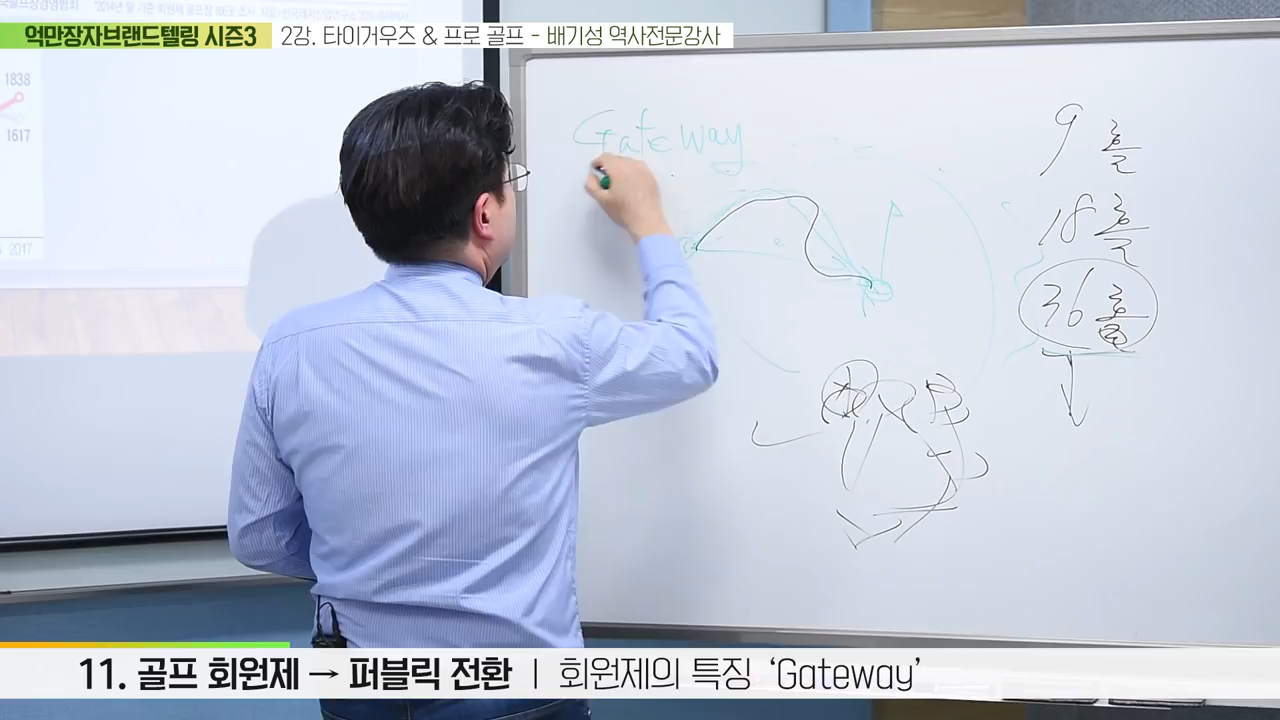 억만장자브랜드텔링 시즌3
2강. 타이거우즈 & 프로 골프 - 배기성 역사전문강사
1838
1617
2017
Gateway
9홀
18홀
36홀
11. 골프 회원제 → 퍼블릭 전환 | 회원제의 특징 ‘Gateway’